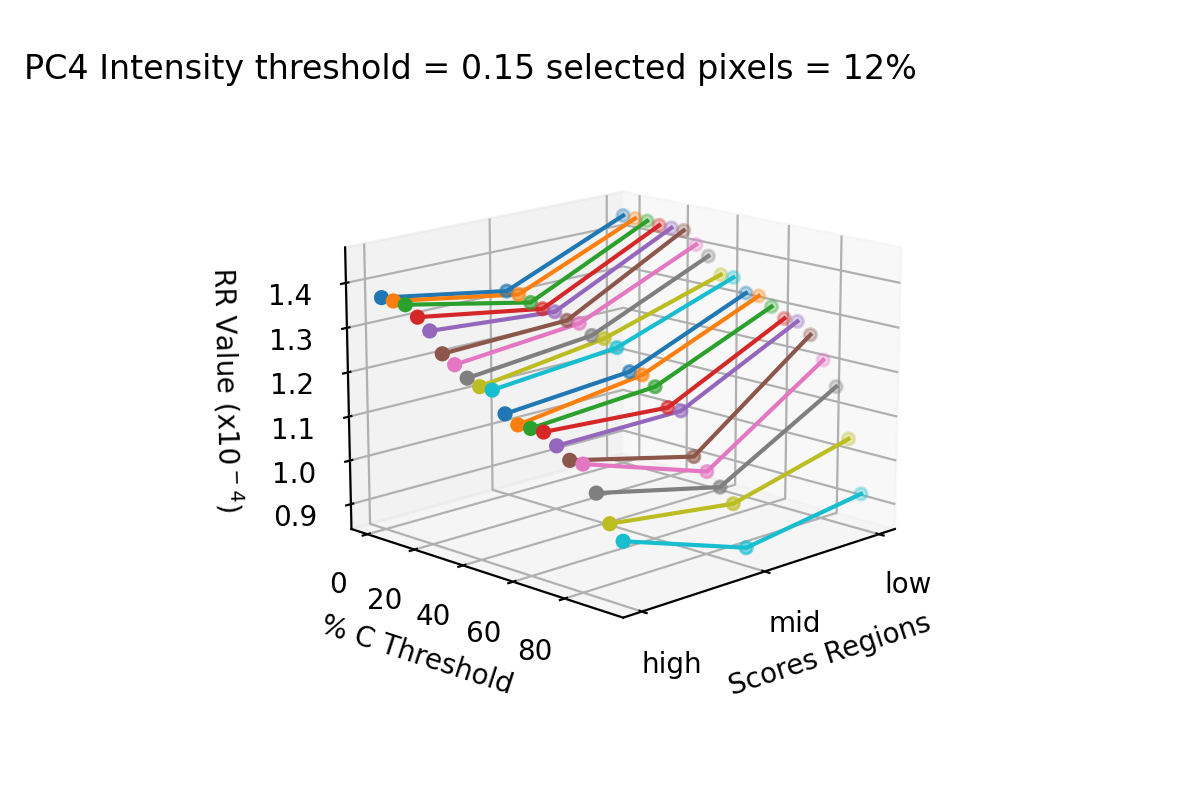 PC4 Intensity threshold = 0.15 selected pixels = 12%
RR Value (x10⁻⁴)
1.4
1.3
1.2
1.1
1.0
0.9
0
20
40
60
80
% C Threshold
high
mid
low
Scores Regions